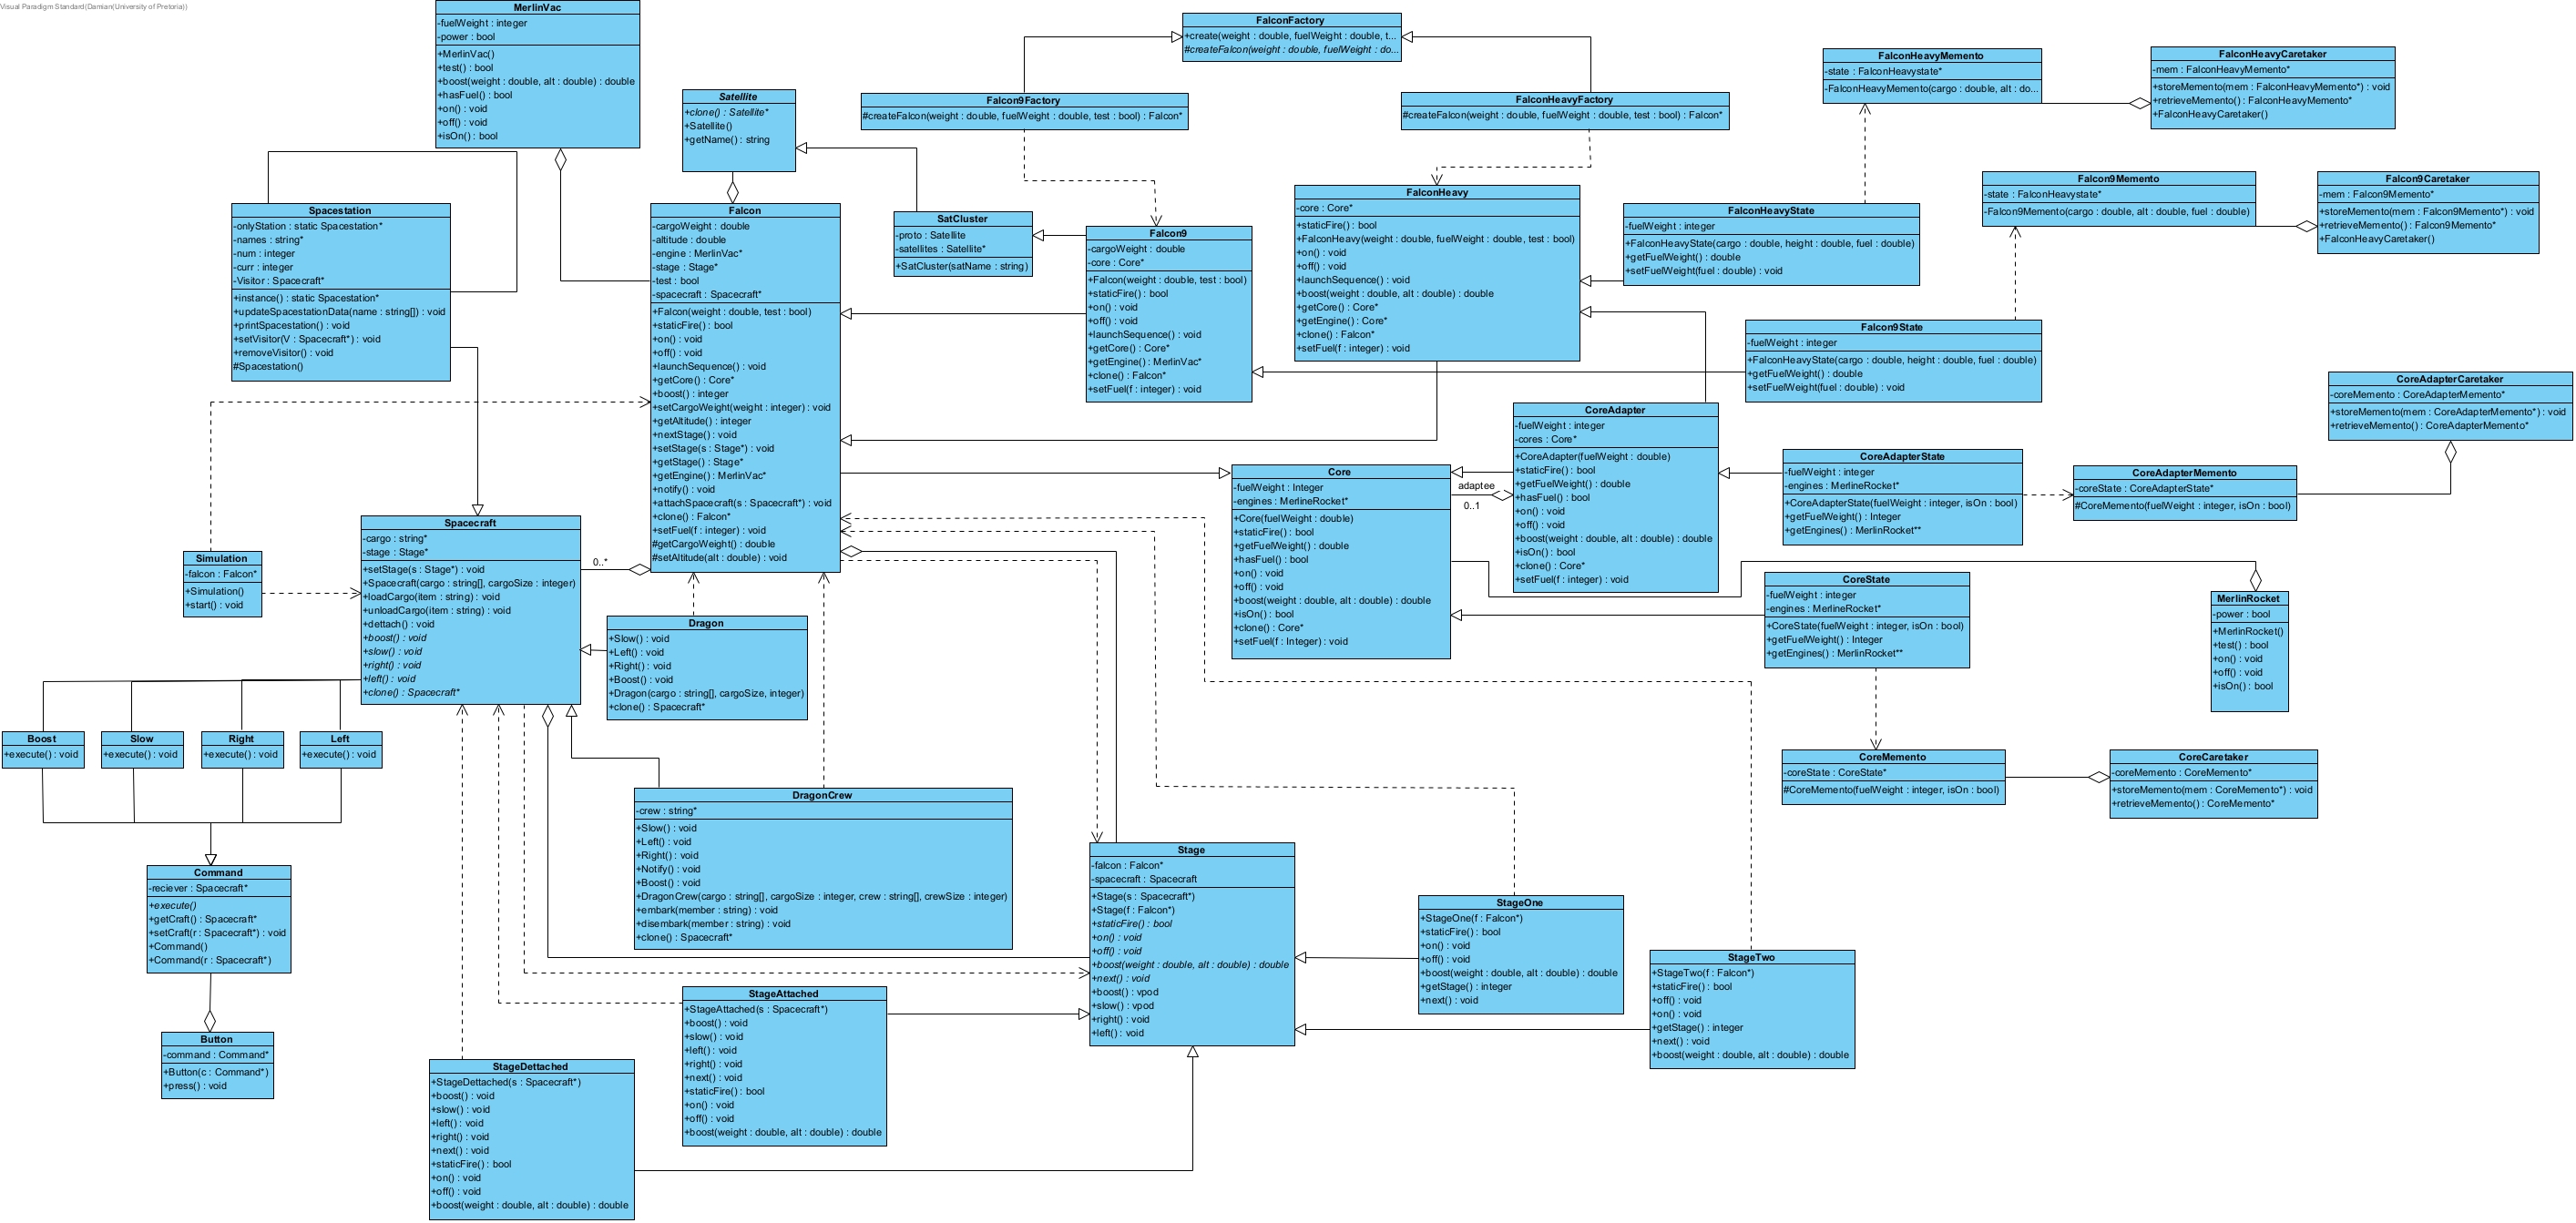 Visual Paradigm Standard(Damian(University of Pretoria))
MerlinVac
-fuelWeight : integer
-power : bool
+MerlinVac()
+test() : bool
+boost(weight : double, alt : double) : double
+hasFuel() : bool
+on() : void
+off() : void
+isOn() : bool
FalconFactory
+create(weight : double, fuelWeight : double, t...
#createFalcon(weight : double, fuelWeight : do...
FalconHeavyMemento
-state : FalconHeavystate*
-FalconHeavyMemento(cargo : double, alt : do...
FalconHeavyCaretaker
-mem : FalconHeavyMemento*
+storeMemento(mem : FalconHeavyMemento*) : void
+retrieveMemento() : FalconHeavyMemento*
+FalconHeavyCaretaker()
Satellite
+clone() : Satellite*
+Satellite()
+getName() : string
Falcon9Factory
#createFalcon(weight : double, fuelWeight : double, test : bool) : Falcon*
FalconHeavyFactory
#createFalcon(weight : double, fuelWeight : double, test : bool) : Falcon*
Falcon9Memento
-state : FalconHeavystate*
-Falcon9Memento(cargo : double, alt : double, fuel : double)
Falcon9Caretaker
-mem : Falcon9Memento*
+storeMemento(mem : Falcon9Memento*) : void
+retrieveMemento() : Falcon9Memento*
+FalconHeavyCaretaker()
Spacestation
-onlyStation : static Spacestation*
-names : string*
-num : integer
-curr : integer
-Visitor : Spacecraft*
+instance() : static Spacestation*
+updateSpacestationData(name : string[]) : void
+printSpacestation() : void
+setVisitor(V : Spacecraft*) : void
+removeVisitor() : void
#Spacestation()
Falcon
-cargoWeight : double
-altitude : double
-engine : MerlinVac*
-stage : Stage*
-test : bool
-spacecraft : Spacecraft*
+Falcon(weight : double, test : bool)
+staticFire() : bool
+on() : void
+off() : void
+launchSequence() : void
+getCore() : Core*
+boost() : integer
+setCargoWeight(weight : integer) : void
+getAltitude() : integer
+nextStage() : void
+setStage(s : Stage*) : void
+getStage() : Stage*
+getEngine() : MerlinVac*
+notify() : void
+attachSpacecraft(s : Spacecraft*) : void
+clone() : Falcon*
+setFuel(f : integer) : void
#getCargoWeight() : double
#setAltitude(alt : double) : void
SatCluster
-proto : Satellite
-satellites : Satellite*
+SatCluster(satName : string)
Falcon9
-cargoWeight : double
-core : Core*
+Falcon(weight : double, test : bool)
+staticFire() : bool
+on() : void
+off() : void
+launchSequence() : void
+getCore() : Core*
+getEngine() : MerlinVac*
+clone() : Falcon*
+setFuel(f : integer) : void
FalconHeavy
-core : Core*
+staticFire() : bool
+FalconHeavy(weight : double, fuelWeight : double, test : bool)
+on() : void
+off() : void
+launchSequence() : void
+boost(weight : double, alt : double) : double
+getCore() : Core*
+getEngine() : Core*
+clone() : Falcon*
+setFuel(f : integer) : void
FalconHeavyState
-fuelWeight : integer
+FalconHeavyState(cargo : double, height : double, fuel : double)
+getFuelWeight() : double
+setFuelWeight(fuel : double) : void
Falcon9State
-fuelWeight : integer
+FalconHeavyState(cargo : double, height : double, fuel : double)
+getFuelWeight() : double
+setFuelWeight(fuel : double) : void
CoreAdapterCaretaker
-coreMemento : CoreAdapterMemento*
+storeMemento(mem : CoreAdapterMemento*) : void
+retrieveMemento() : CoreAdapterMemento*
CoreAdapter
-fuelWeight : integer
-cores : Core*
+CoreAdapter(fuelWeight : double)
+staticFire() : bool
+getFuelWeight() : double
+hasFuel() : bool
+on() : void
+off() : void
+boost(weight : double, alt : double) : double
+isOn() : bool
+clone() : Core*
+setFuel(f : integer) : void
Core
-fuelWeight : Integer
-engines : MerlineRocket*
+Core(fuelWeight : double)
+staticFire() : bool
+getFuelWeight() : double
+hasFuel() : bool
+on() : void
+off() : void
+boost(weight : double, alt : double) : double
+isOn() : bool
+clone() : Core*
+setFuel(f : Integer) : void
adaptee
0..1
CoreAdapterState
-fuelWeight : integer
-engines : MerlineRocket*
+CoreAdapterState(fuelWeight : integer, isOn : bool)
+getFuelWeight() : Integer
+getEngines() : MerlinRocket**
CoreAdapterMemento
-coreState : CoreAdapterState*
#CoreMemento(fuelWeight : integer, isOn : bool)
Spacecraft
-cargo : string*
-stage : Stage*
+setStage(s : Stage*) : void
+Spacecraft(cargo : string[], cargoSize : integer)
+loadCargo(item : string) : void
+unloadCargo(item : string) : void
+dettach() : void
+boost() : void
+slow() : void
+right() : void
+left() : void
+clone() : Spacecraft*
0..*
Simulation
-falcon : Falcon*
+Simulation()
+start() : void
Dragon
+Slow() : void
+Left() : void
+Right() : void
+Boost() : void
+Dragon(cargo : string[], cargoSize, integer)
+clone() : Spacecraft*
CoreState
-fuelWeight : integer
-engines : MerlineRocket*
+CoreState(fuelWeight : integer, isOn : bool)
+getFuelWeight() : Integer
+getEngines() : MerlinRocket**
MerlinRocket
-power : bool
+MerlinRocket()
+test() : bool
+on() : void
+off() : void
+isOn() : bool
Boost
+execute() : void
Slow
+execute() : void
Right
+execute() : void
Left
+execute() : void
CoreMemento
-coreState : CoreState*
#CoreMemento(fuelWeight : integer, isOn : bool)
CoreCaretaker
-coreMemento : CoreMemento*
+storeMemento(mem : CoreMemento*) : void
+retrieveMemento() : CoreMemento*
DragonCrew
-crew : string*
+Slow() : void
+Left() : void
+Right() : void
+Notify() : void
+Boost() : void
+DragonCrew(cargo : string[], cargoSize : integer, crew : string[], crewSize : integer)
+embark(member : string) : void
+disembark(member : string) : void
+clone() : Spacecraft*
Stage
-falcon : Falcon*
-spacecraft : Spacecraft
+Stage(s : Spacecraft*)
+Stage(f : Falcon*)
+staticFire() : bool
+on() : void
+off() : void
+boost(weight : double, alt : double) : double
+next() : void
+boost() : vpod
+slow() : vpod
+right() : void
+left() : void
Command
-reciever : Spacecraft*
+execute()
+getCraft() : Spacecraft*
+setCraft(r : Spacecraft*) : void
+Command()
+Command(r : Spacecraft*)
StageOne
+StageOne(f : Falcon*)
+staticFire() : bool
+on() : void
+off() : void
+boost(weight : double, alt : double) : double
+getStage() : integer
+next() : void
StageTwo
+StageTwo(f : Falcon*)
+staticFire() : bool
+off() : void
+on() : void
+getStage() : integer
+next() : void
+boost(weight : double, alt : double) : double
StageAttached
+StageAttached(s : Spacecraft*)
+boost() : void
+slow() : void
+left() : void
+right() : void
+next() : void
+staticFire() : bool
+on() : void
+off() : void
+boost(weight : double, alt : double) : double
Button
-command : Command*
+Button(c : Command*)
+press() : void
StageDettached
+StageDettached(s : Spacecraft*)
+boost() : void
+slow() : void
+left() : void
+right() : void
+next() : void
+staticFire() : bool
+on() : void
+off() : void
+boost(weight : double, alt : double) : double